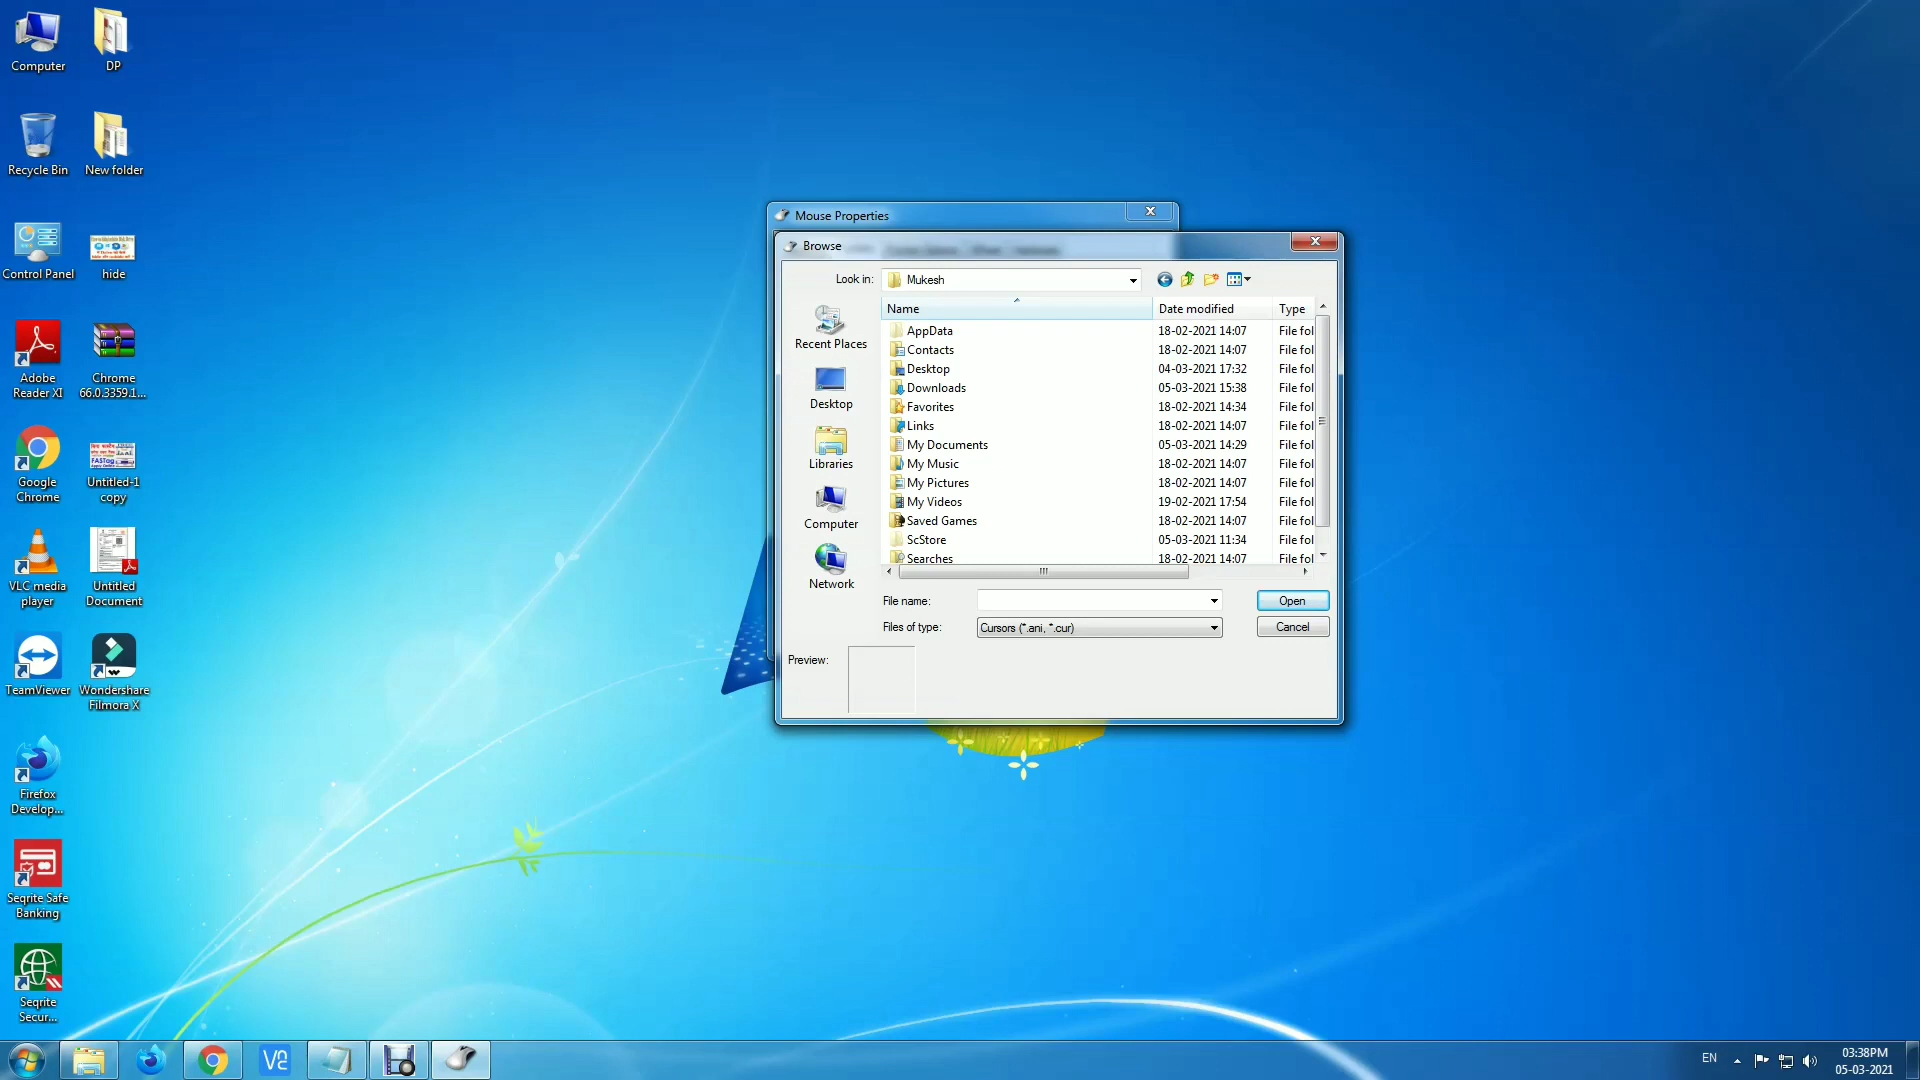 Computer
DP
Recycle Bin
New folder
Control Panel
hide
Adobe
Reader XI
Chrome
66.0.3359.1...
Google
Chrome
Untitled-1
copy
VLC media
player
Untitled
Document
TeamViewer
Wondershare
Filmora X
Firefox
Develop...
Seqrite Safe
Banking
Seqrite
Secur...
Mouse Properties
Browse
Look in:
Mukesh
Recent Places
Desktop
Libraries
Computer
Network
Name Date modified Type
AppData 18-02-2021 14:07 File fol
Contacts 18-02-2021 14:07 File fol
Desktop 04-03-2021 17:32 File fol
Downloads 05-03-2021 15:38 File fol
Favorites 18-02-2021 14:34 File fol
Links 18-02-2021 14:07 File fol
My Documents 05-03-2021 14:29 File fol
My Music 18-02-2021 14:07 File fol
My Pictures 18-02-2021 14:07 File fol
My Videos 19-02-2021 17:54 File fol
Saved Games 18-02-2021 14:07 File fol
ScStore 05-03-2021 11:34 File fol
Searches 18-02-2021 14:07 File fol
File name:
Open
Files of type: Cursors (*.ani, *.cur)
Cancel
Preview:
EN
03:38PM
05-03-2021